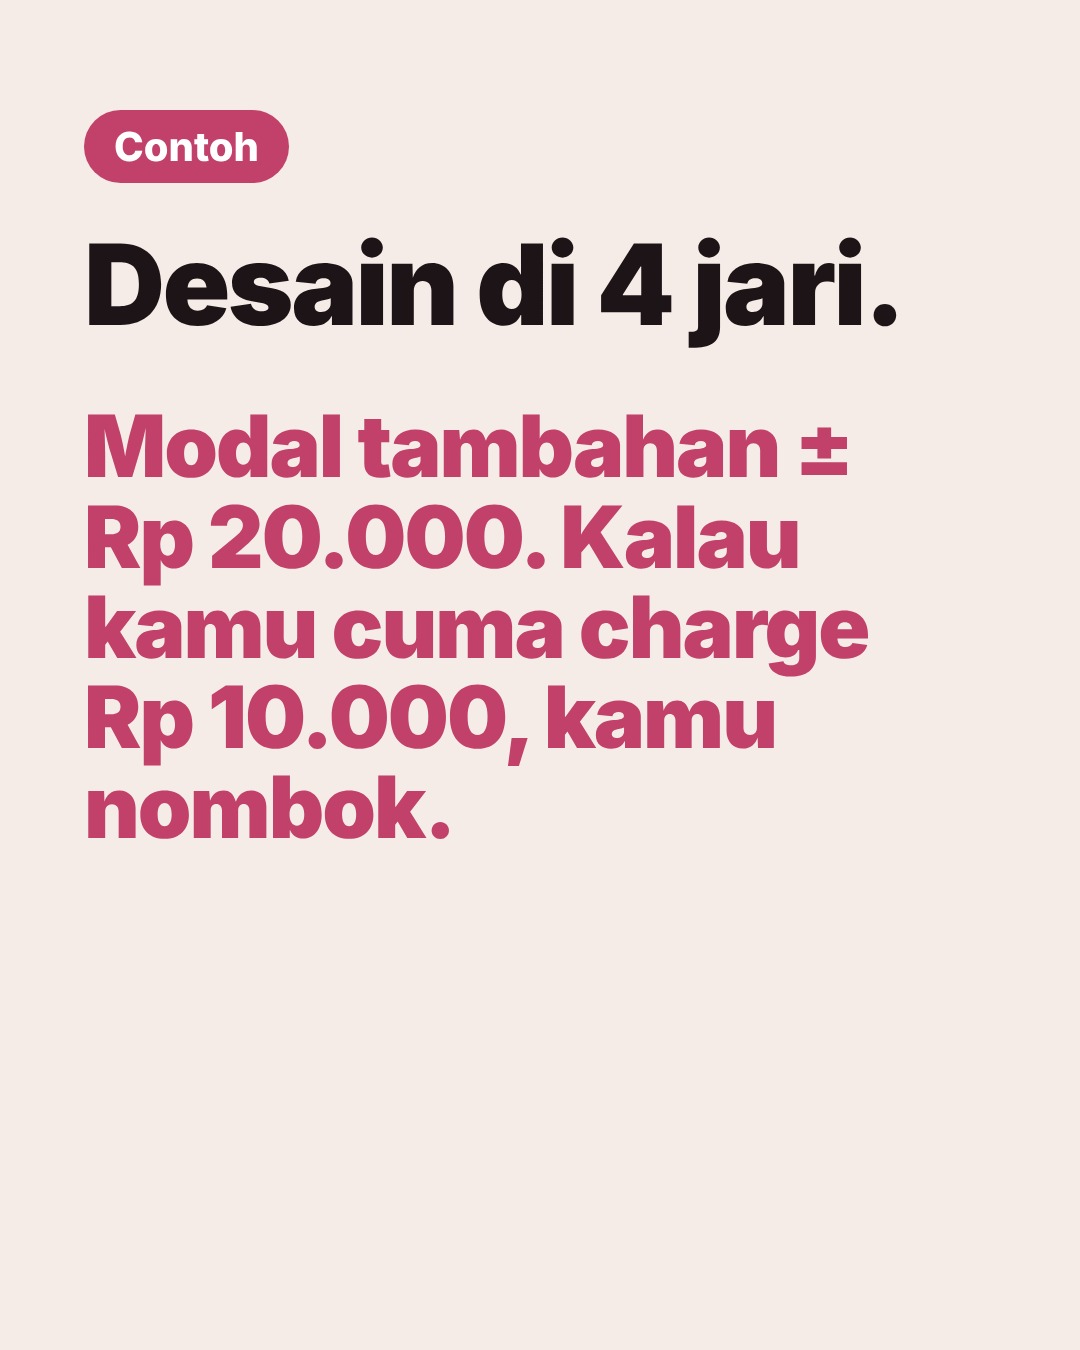 Contoh
Desain di 4 jari.
Modal tambahan ±
Rp 20.000. Kalau
kamu cuma charge
Rp 10.000, kamu
nombok.